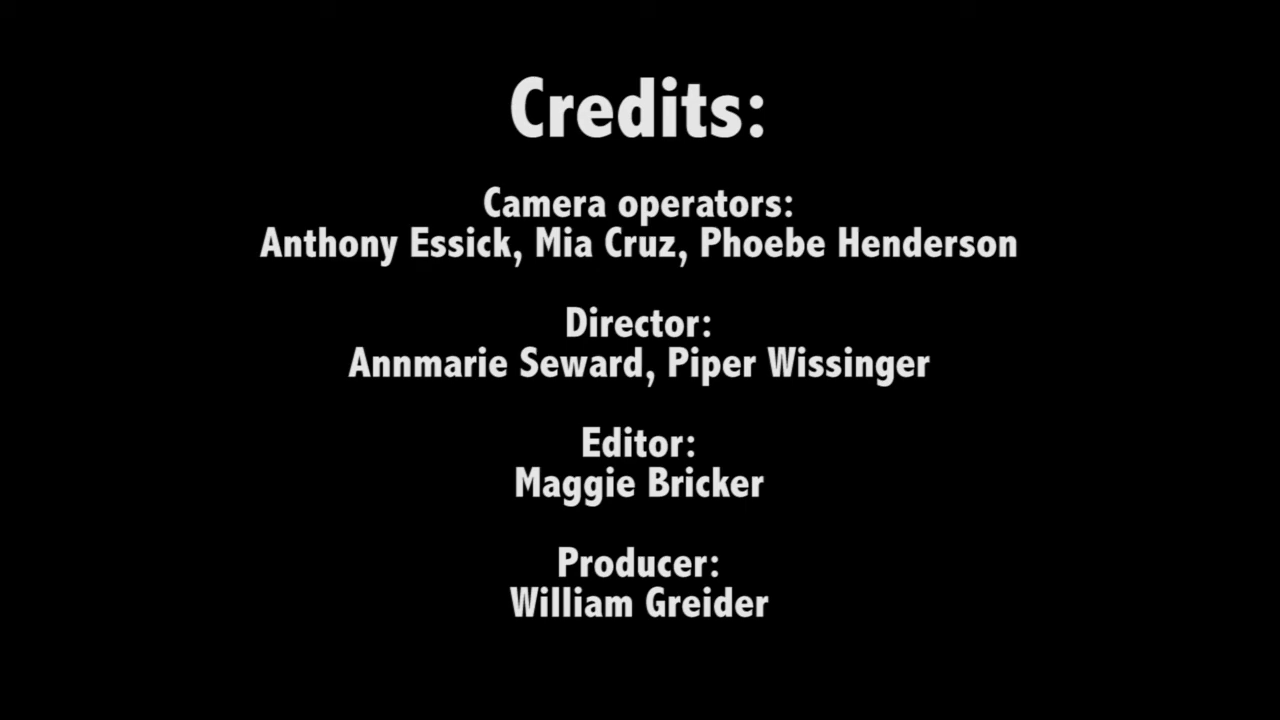 Credits:
Camera operators:
Anthony Essick, Mia Cruz, Phoebe Henderson
Director:
Annmarie Seward, Piper Wissinger
Editor:
Maggie Bricker
Producer:
William Greider